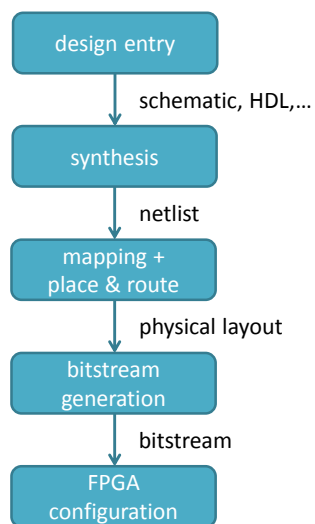 design entry
schematic, HDL,...
synthesis
netlist
mapping +
place & route
physical layout
bitstream
generation
bitstream
FPGA
configuration